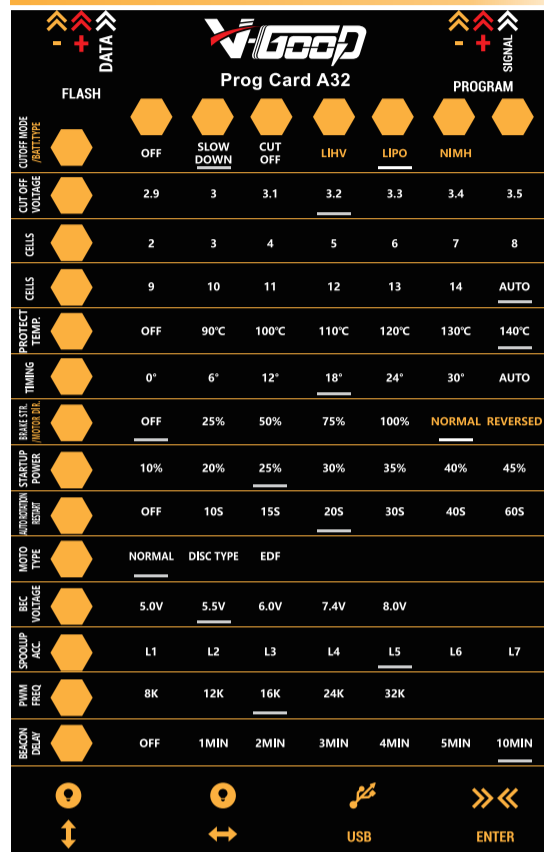 - + DATA
V-GOOD
- + SIGNAL
Prog Card A32
FLASH
PROGRAM
CUTOFF MODE
/BATT.TYPE
OFF SLOW DOWN CUT OFF LIHV LIPO NIMH
CUT OFF VOLTAGE 2.9 3 3.1 3.2 3.3 3.4 3.5
CELLS 2 3 4 5 6 7 8
CELLS 9 10 11 12 13 14 AUTO
PROTECT TEMP. OFF 90℃ 100℃ 110℃ 120℃ 130℃ 140℃
TIMING 0° 6° 12° 18° 24° 30° AUTO
BRAKE STR. /MOTOR DIR. OFF 25% 50% 75% 100% NORMAL REVERSED
STARTUP POWER 10% 20% 25% 30% 35% 40% 45%
AUTO ROTATION RESTART OFF 10S 15S 20S 30S 40S 60S
MOTO TYPE NORMAL DISC TYPE EDF
BEC VOLTAGE 5.0V 5.5V 6.0V 7.4V 8.0V
SPOOLUP ACC. L1 L2 L3 L4 L5 L6 L7
PWM FREQ 8K 12K 16K 24K 32K
BEACON DELAY OFF 1MIN 2MIN 3MIN 4MIN 5MIN 10MIN
USB ENTER